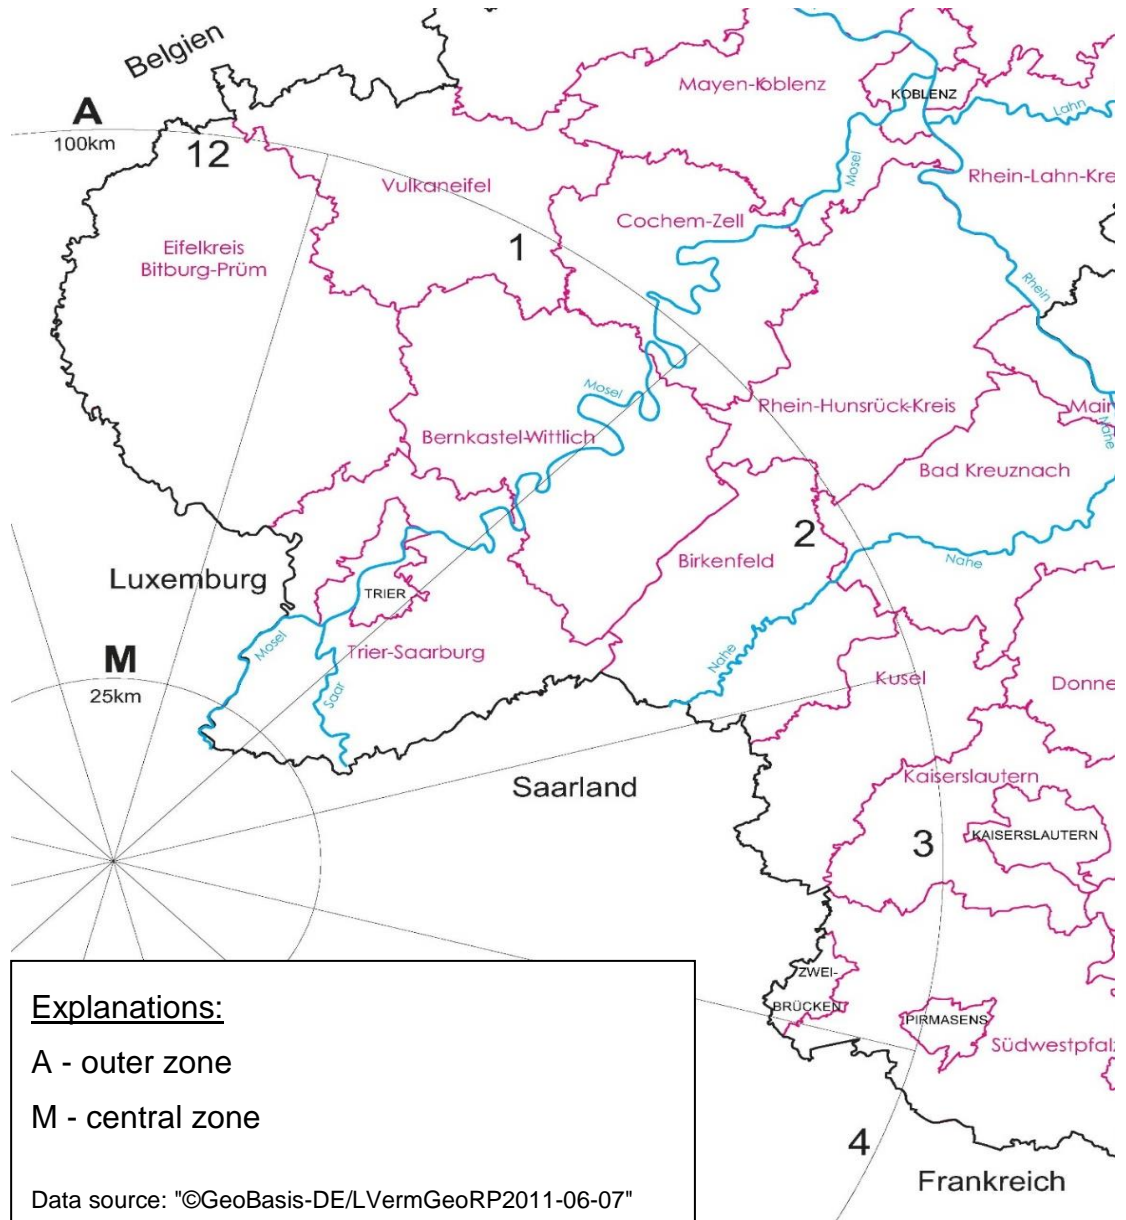 Belgien
Mayen-Koblenz
KOBLENZ
Lahn
A
100km
12
Mosel
Rhein-Lahn-Kre
Vulkaneifel
Cochem-Zell
1
Eifelkreis
Bitburg-Prüm
Rhein
Mosel
Rhein-Hunsrück-Kreis
Main
Nahe
Bernkastel-Wittlich
Bad Kreuznach
2
Birkenfeld
Nahe
Luxemburg
TRIER
Mosel
Trier-Saarburg
Nahe
M
25km
Saar
Kusel
Donne
Saarland
Kaiserslautern
KAISERSLAUTERN
3
ZWEI-
BRÜCKEN
PIRMASENS
Südwestpfalz
4
Frankreich
Explanations:
A - outer zone
M - central zone
Data source: "©GeoBasis-DE/LVermGeoRP2011-06-07"